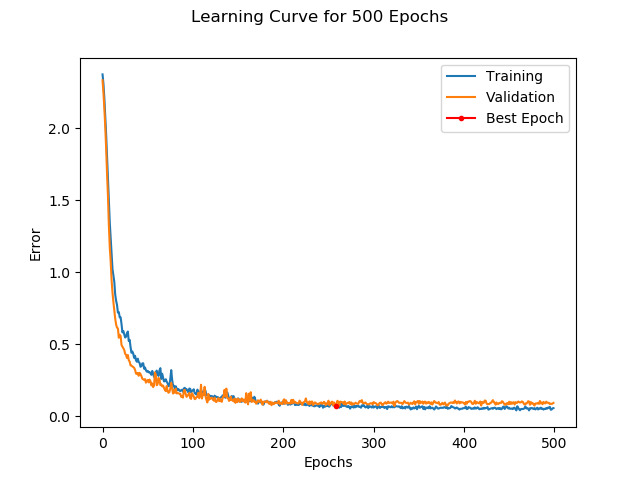 Learning Curve for 500 Epochs
Training
Validation
Best Epoch
2.0
1.5
1.0
0.5
0.0
Error
0 100 200 300 400 500
Epochs